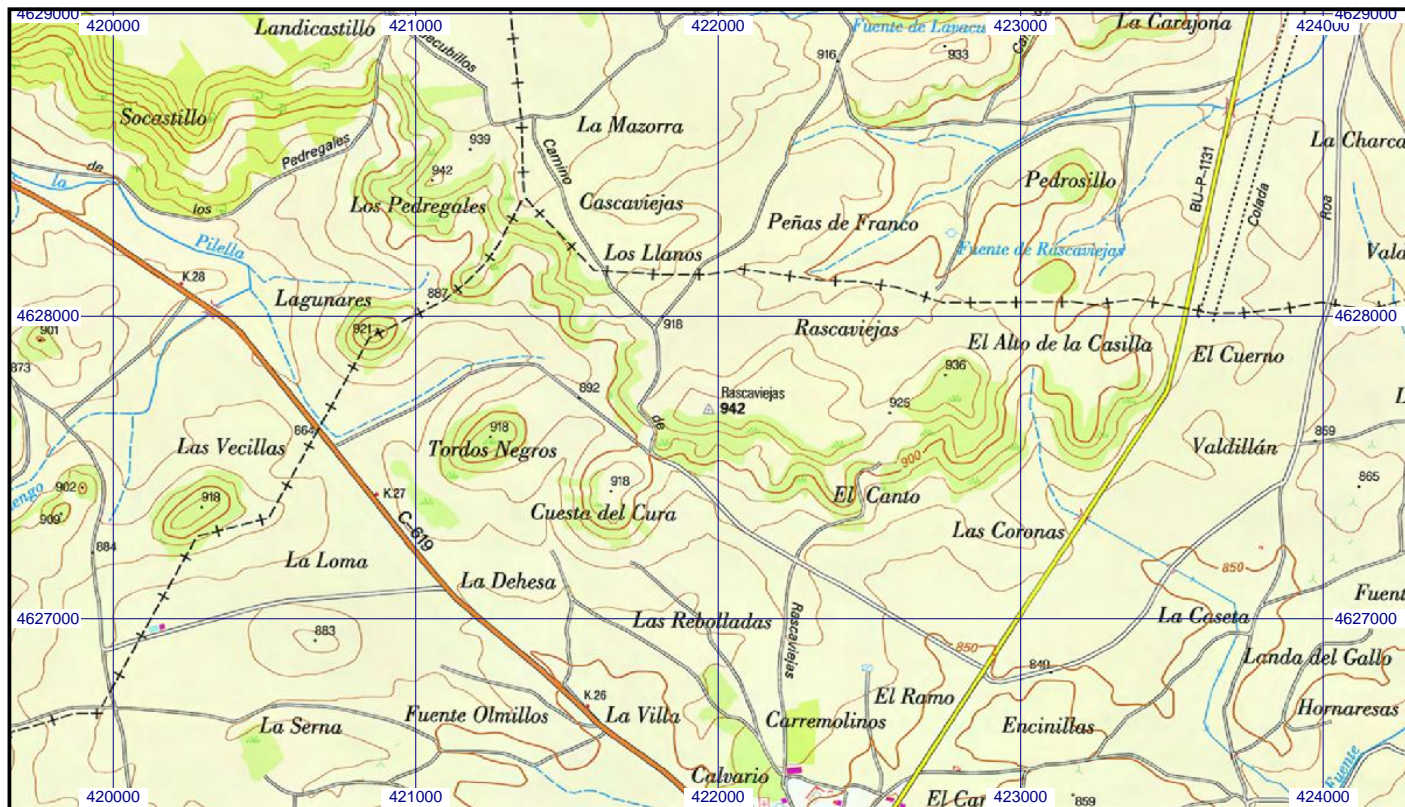 4629000
420000
421000
422000
423000
424000
4629000
Landicastillo
Fuente de Lavacu
La Carajona
916
933
Socastillo
La Mazorra
939
942
Camino
La Charca
Pedregales
de
los
la
Los Pedregales
Cascaviejas
Pedrosillo
BU-P-1131
Colada
Roa
Peñas de Franco
Pilella
Los Llanos
Fuente de Rascaviejas
K.28
Lagunares
887
4628000
4628000
921
918
Rascaviejas
901
El Alto de la Casilla
El Cuerno
873
936
892
Rascaviejas
942
925
de
864
918
Las Vecillas
Tordos Negros
900
859
Valdillán
902
918
K.27
918
El Canto
865
909
Cuesta del Cura
Las Coronas
884
C-619
La Loma
La Dehesa
850
4627000
4627000
Las Rebolladas
Rascaviejas
La Caseta
883
850
840
Landa del Gallo
K.26
El Ramo
La Serna
Fuente Olmillos
La Villa
Carremolinos
Encinillas
Hornaresas
Calvario
Fuente
420000
421000
422000
423000
424000
859